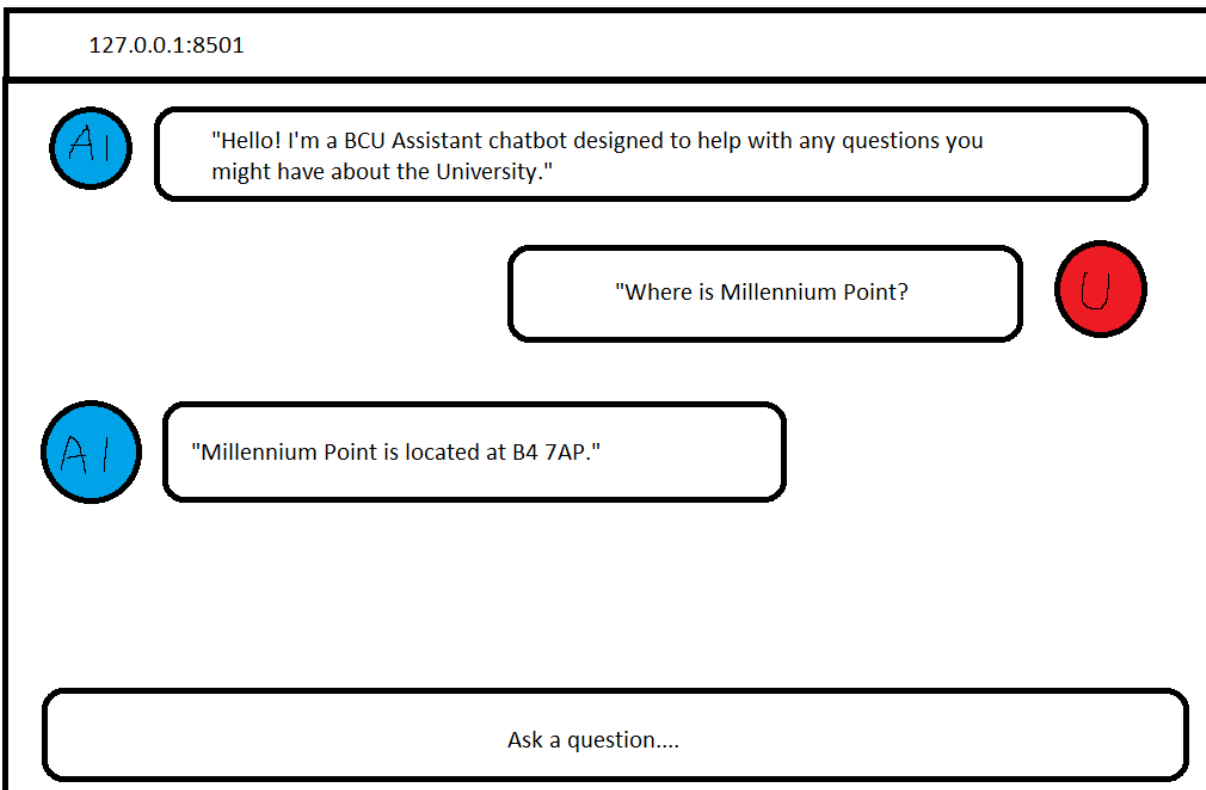 127.0.0.1:8501
AI
"Hello! I'm a BCU Assistant chatbot designed to help with any questions you
might have about the University."
"Where is Millennium Point?
U
AI
"Millennium Point is located at B4 7AP."
Ask a question....